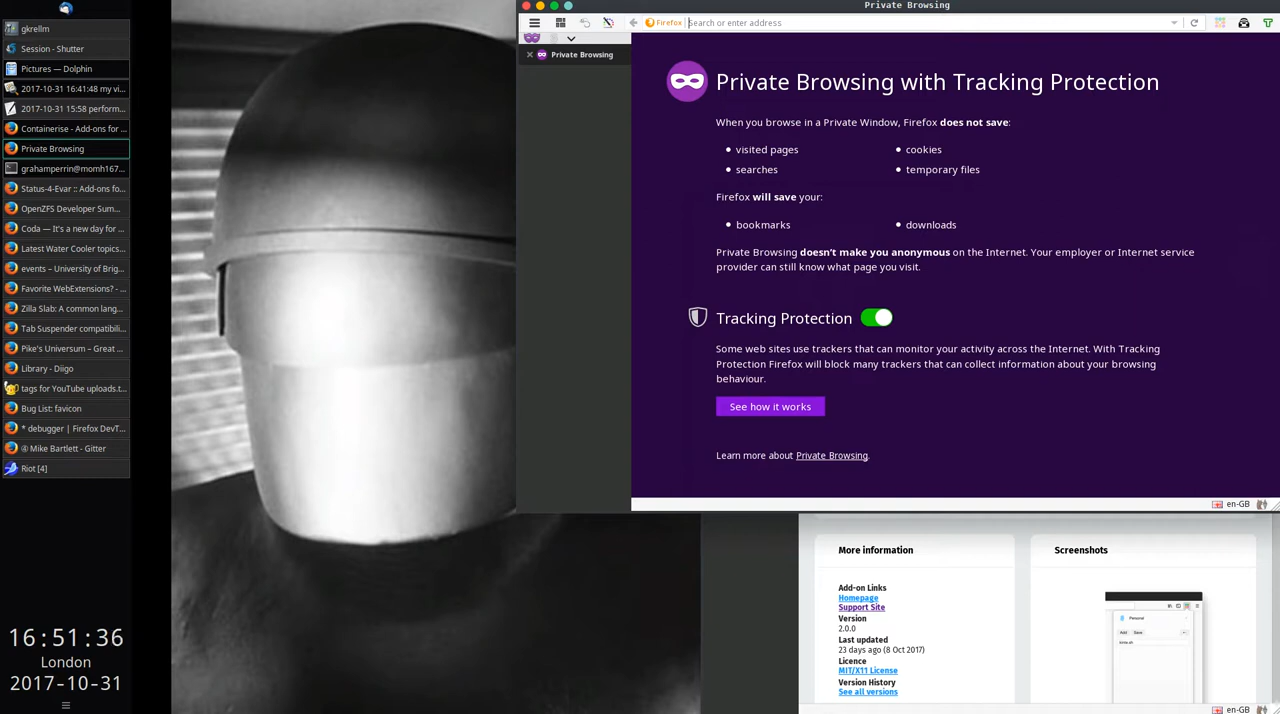 gkrellm
Session - Shutter
Pictures — Dolphin
2017-10-31 16:41:48 my vi...
2017-10-31 15:58 perform...
Containerise - Add-ons for ...
Private Browsing
grahamperrin@momh167...
Status-4-Evar :: Add-ons fo...
OpenZFS Developer Sum...
Coda — It's a new day for ...
Latest Water Cooler topics...
events – University of Brig...
Favorite WebExtensions? - ...
Zilla Slab: A common lang...
Tab Suspender compatibili...
Pike's Universum – Great ...
Library - Diigo
tags for YouTube uploads.t...
Bug List: favicon
* debugger | Firefox DevT...
④ Mike Bartlett - Gitter
Riot [4]
16:51:36
London
2017-10-31
Private Browsing
Firefox
Search or enter address
Private Browsing
Private Browsing with Tracking Protection
When you browse in a Private Window, Firefox does not save:
visited pages
cookies
searches
temporary files
Firefox will save your:
bookmarks
downloads
Private Browsing doesn't make you anonymous on the Internet. Your employer or Internet service
provider can still know what page you visit.
Tracking Protection
Some web sites use trackers that can monitor your activity across the Internet. With Tracking
Protection Firefox will block many trackers that can collect information about your browsing
behaviour.
See how it works
Learn more about Private Browsing.
en-GB
More information
Add-on Links
Homepage
Support Site
Version
2.0.0
Last updated
23 days ago (8 Oct 2017)
Licence
MIT/X11 License
Version History
See all versions
Screenshots
Personal
Add
Save
en-GB